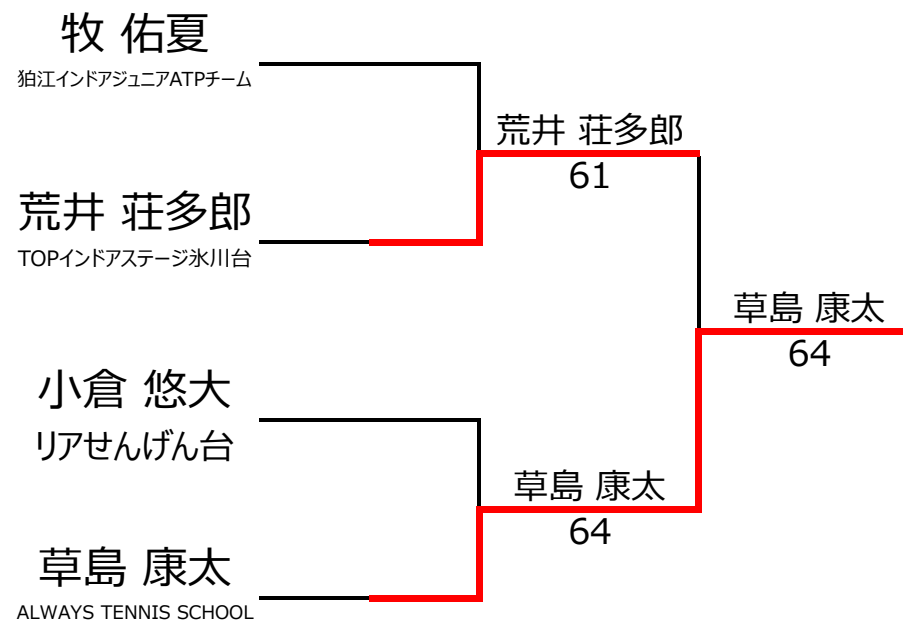 牧 佑夏
狛江インドアジュニアATPチーム
荒井 荘多郎
61
荒井 荘多郎
TOPインドアステージ氷川台
草島 康太
64
小倉 悠大
リアせんげん台
草島 康太
64
草島 康太
ALWAYS TENNIS SCHOOL